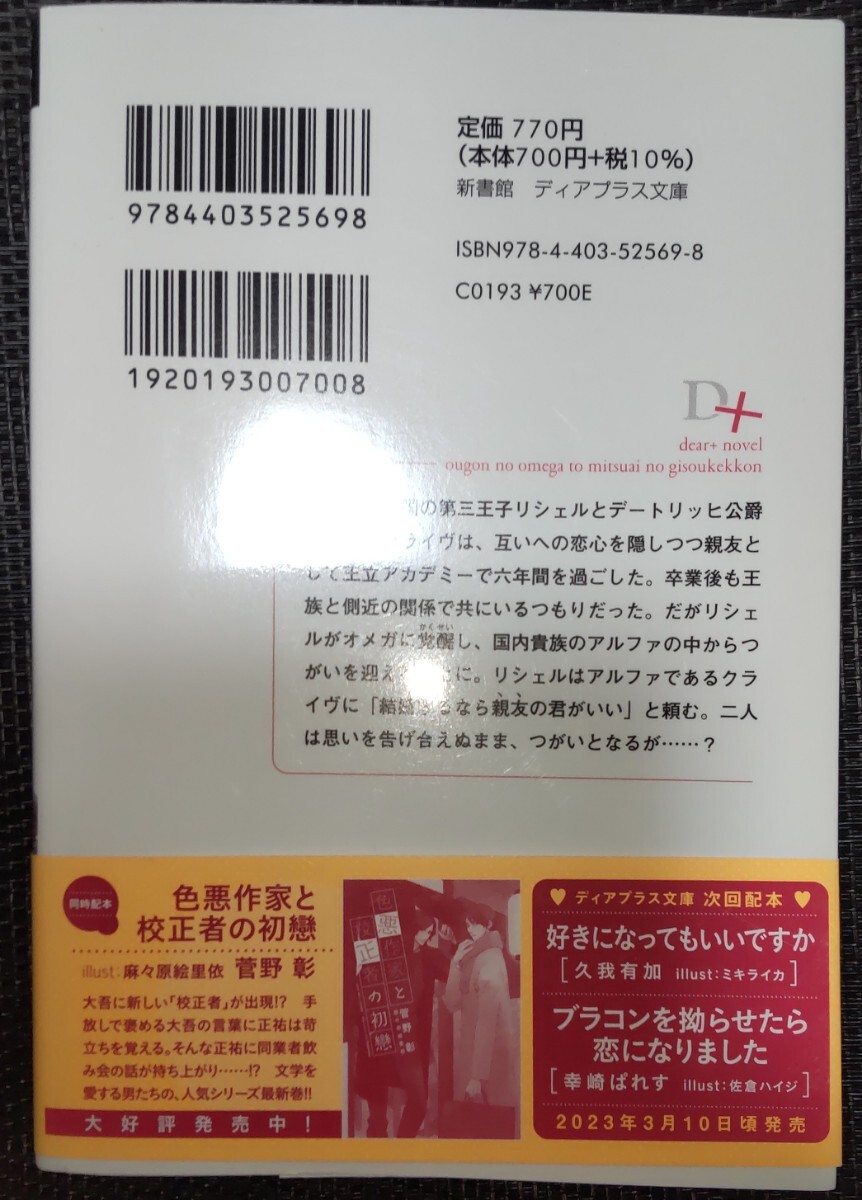 9784403525698
1920193007008
定価 770円
(本体700円+税10%)
新書館 ディアプラス文庫
ISBN978-4-403-52569-8
C0193 ¥700E
D+
dear+ novel
ougon no omega to mitsuai no gisoukekkon
の第三王子リシェルとデートリッヒ公爵
ライヴは、互いへの恋心を隠しつつ親友と
して王立アカデミーで六年間を過ごした。卒業後も王
族と側近の関係で共にいるつもりだった。だがリシェ
かくせい
ルがオメガに覚醒し、国内貴族のアルファの中からつ
がいを迎え とに。リシェルはアルファであるクラ
イヴに「結婚するなら親友の君がいい」と頼む。二人
は思いを告げ合えぬまま、つがいとなるが……?
同時配本
色悪作家と
校正者の初戀
illust:麻々原絵里依 菅野 彰
大吾に新しい「校正者」が出現!? 手
放しで褒める大吾の言葉に正祐は苛
立ちを覚える。そんな正祐に同業者飲
み会の話が持ち上がり……!? 文学を
愛する男たちの、人気シリーズ最新巻!!
大好評発売中!
色悪作家と
校正者の初戀
菅野彰
♥ ディアプラス文庫 次回配本 ♥
好きになってもいいですか
[久我有加 illust:ミキライカ]
ブラコンを拗らせたら
恋になりました
[幸崎ぱれす illust:佐倉ハイジ]
2023年3月10日頃発売